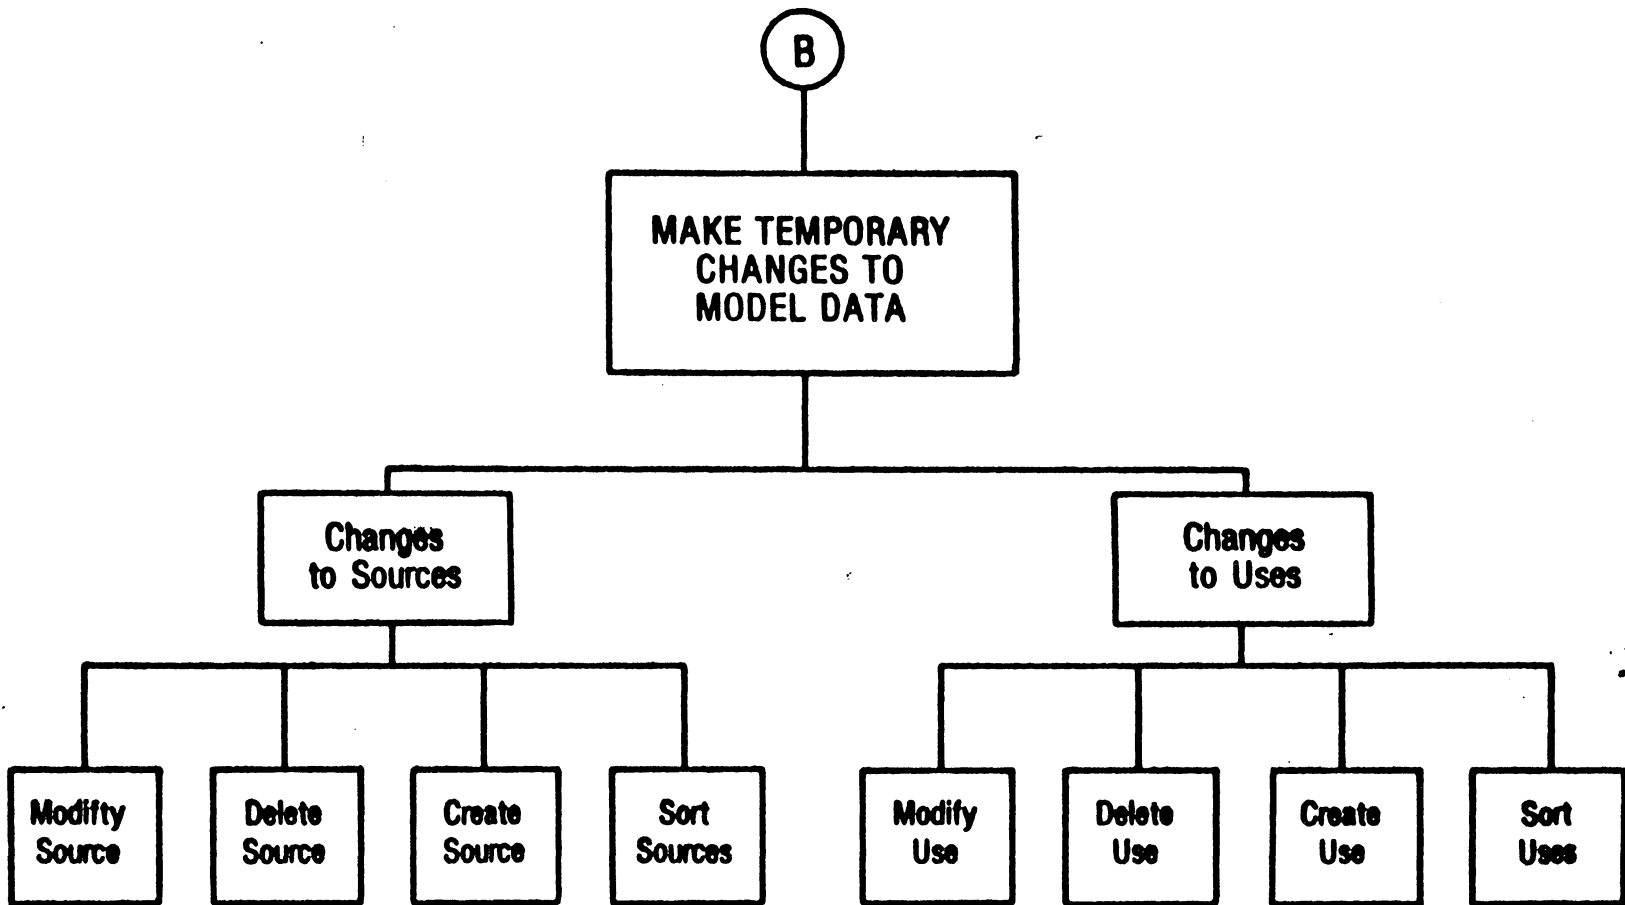 B
MAKE TEMPORARY
CHANGES TO
MODEL DATA
Changes
to Sources
Changes
to Uses
Modifty
Source
Delete
Source
Create
Source
Sort
Sources
Modify
Use
Delete
Use
Create
Use
Sort
Uses